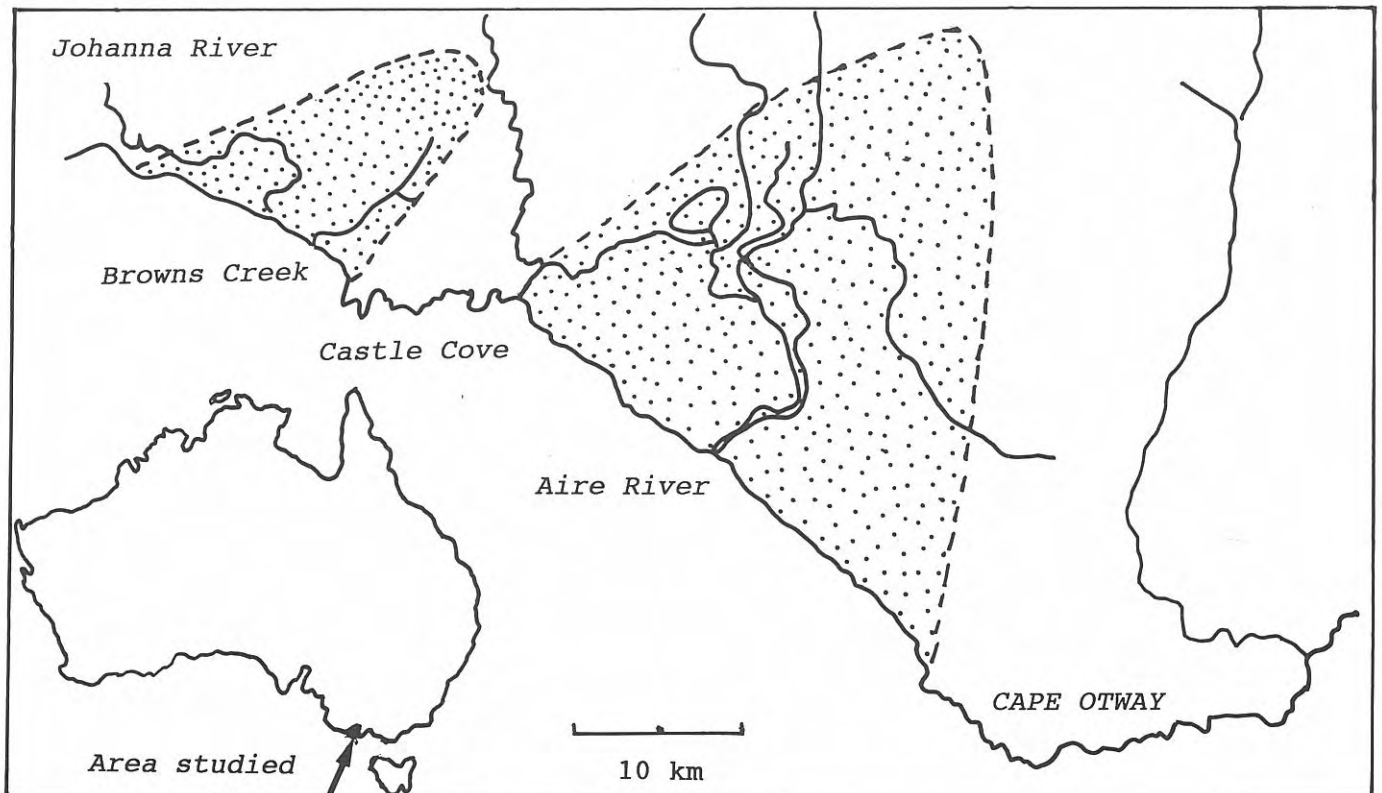 Johanna River
Browns Creek
Castle Cove
Aire River
CAPE OTWAY
Area studied
10 km